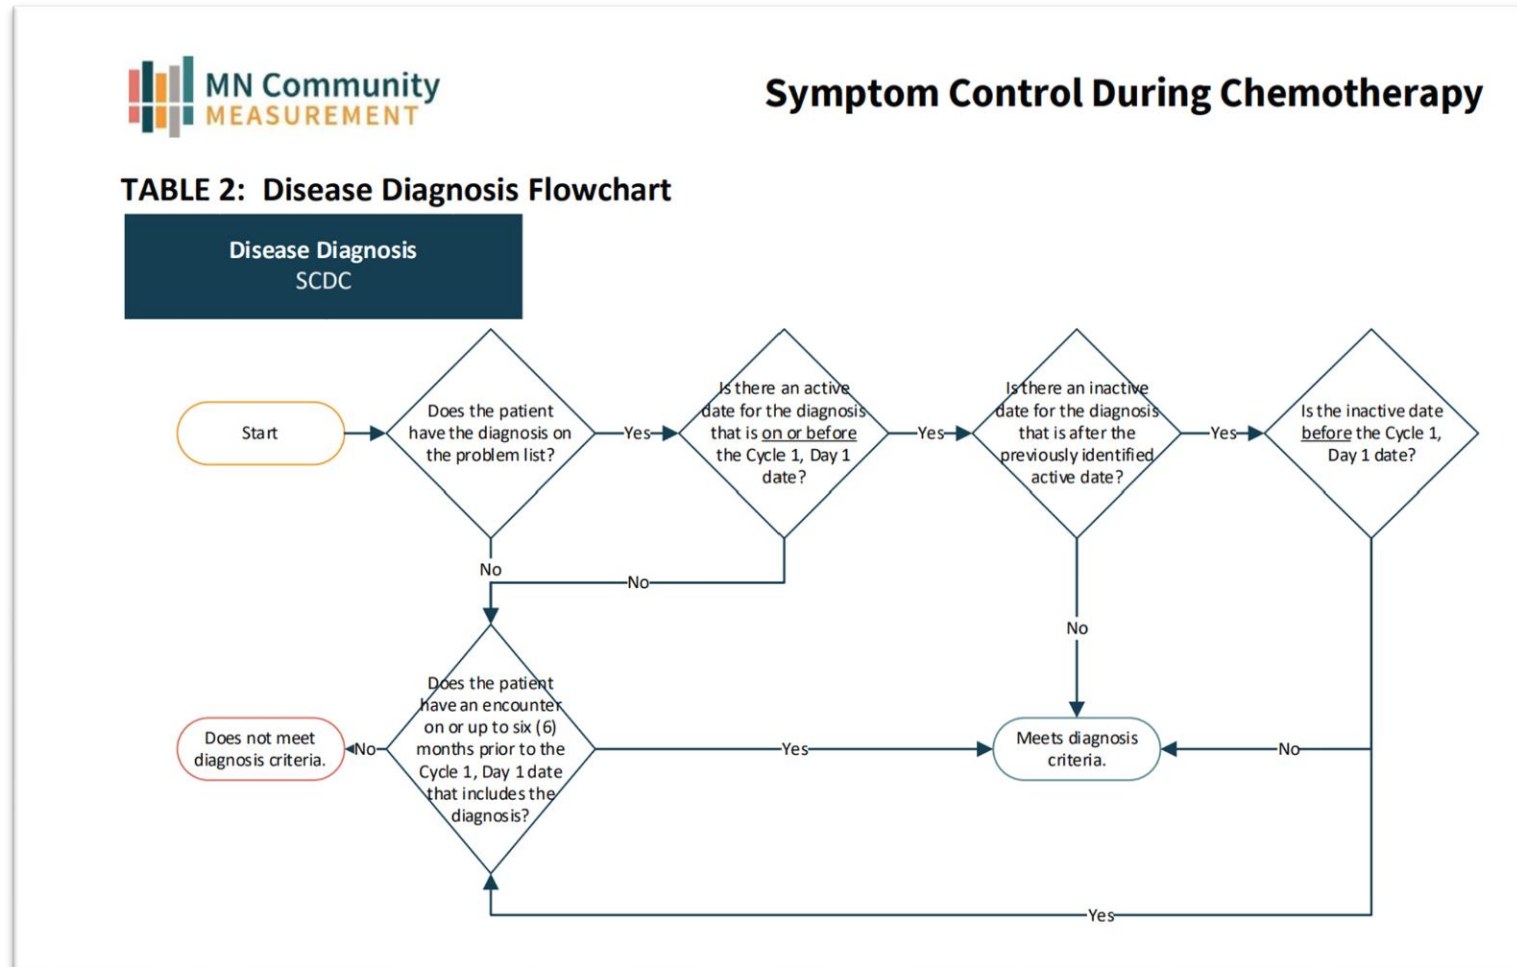 MN Community
MEASUREMENT
Symptom Control During Chemotherapy
TABLE 2: Disease Diagnosis Flowchart
Disease Diagnosis
SCDC
Start
Does the patient
have the diagnosis on
the problem list?
Yes
Is there an active
date for the diagnosis
that is on or before
the Cycle 1, Day 1
date?
Yes
Is there an inactive
date for the diagnosis
that is after the
previously identified
active date?
Yes
Is the inactive date
before the Cycle 1,
Day 1 date?
No
No
No
Does not meet
diagnosis criteria.
No
Does the patient
have an encounter
on or up to six (6)
months prior to the
Cycle 1, Day 1 date
that includes the
diagnosis?
Yes
Meets diagnosis
criteria.
No
Yes